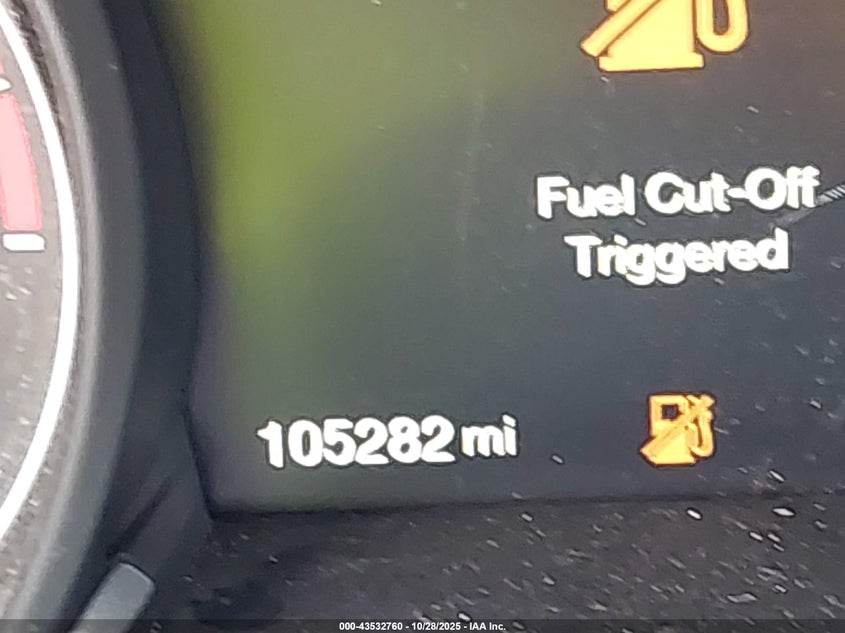 Fuel Cut-Off
Triggered
105282 mi
000-43532760 - 10/28/2025 - IAA Inc.